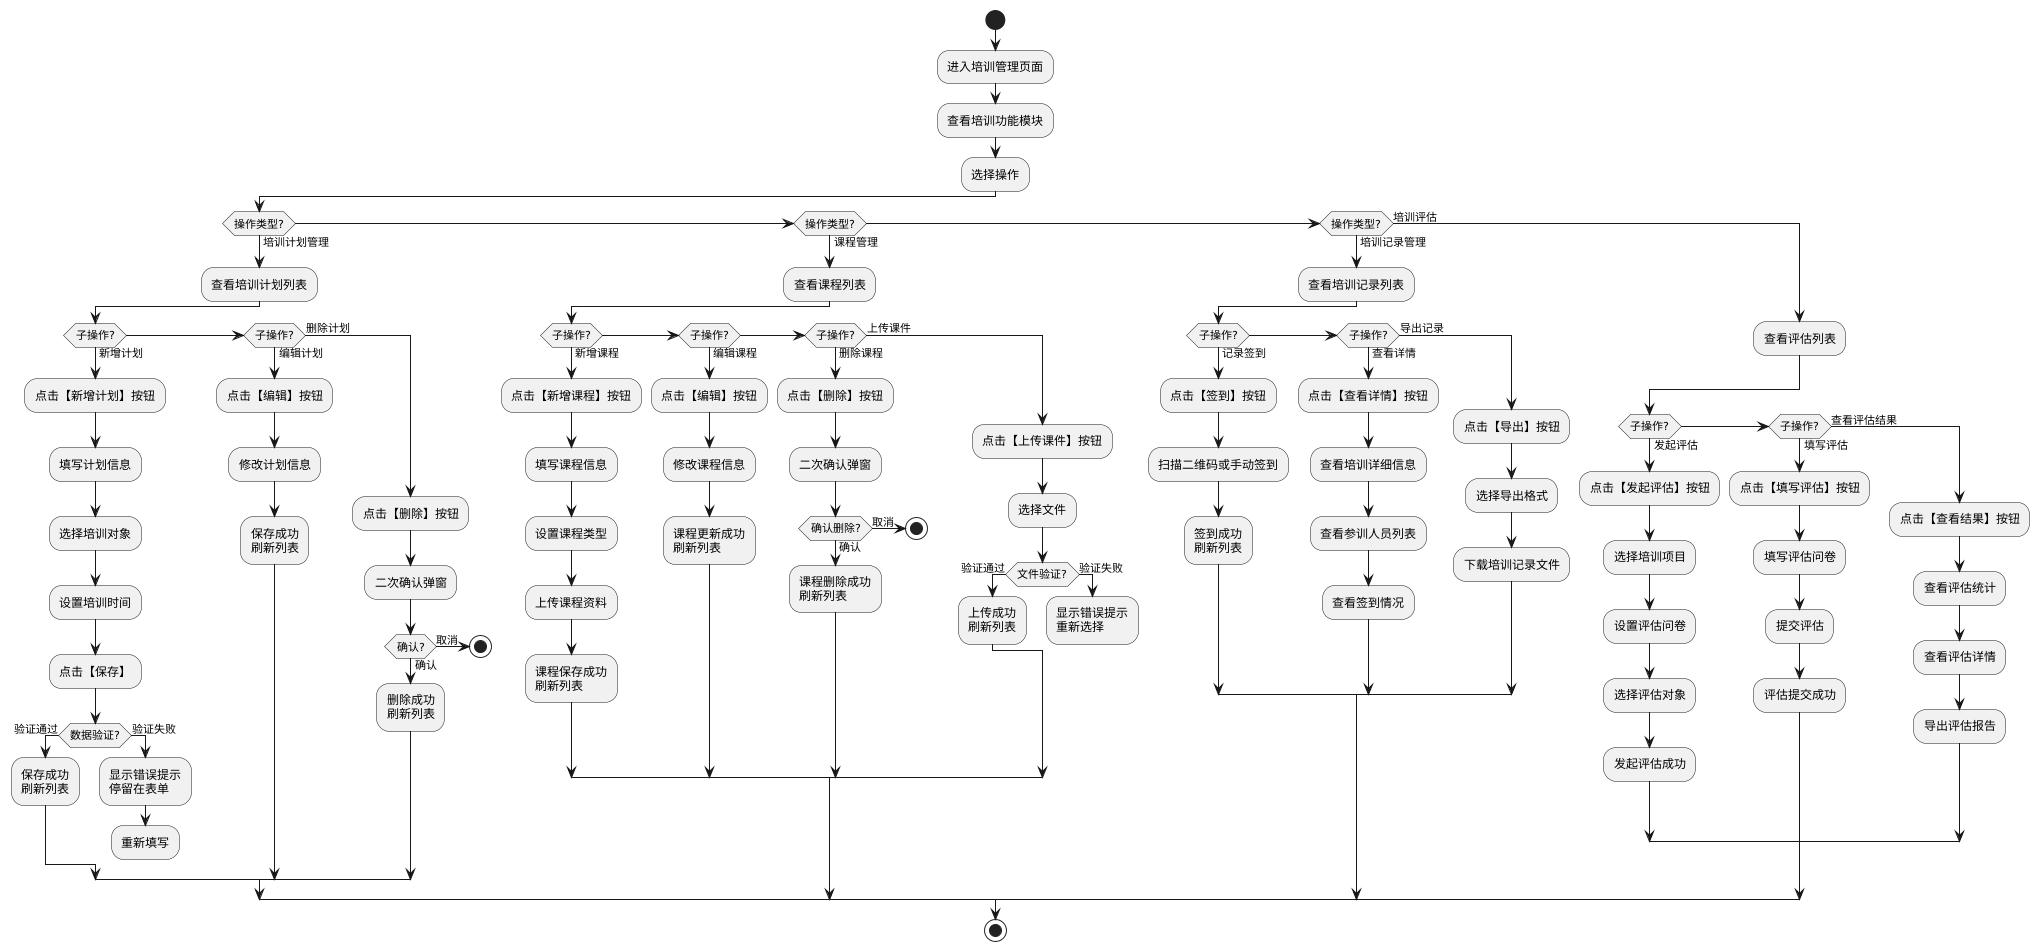 进入培训管理页面
查看培训功能模块
选择操作
操作类型?
培训计划管理
查看培训计划列表
子操作?
新增计划
点击【新增计划】按钮
填写计划信息
选择培训对象
设置培训时间
点击【保存】
数据验证?
验证通过
验证失败
保存成功
刷新列表
显示错误提示
停留在表单
重新填写
子操作?
编辑计划
点击【编辑】按钮
修改计划信息
保存成功
刷新列表
删除计划
点击【删除】按钮
二次确认弹窗
确认?
取消
确认
删除成功
刷新列表
操作类型?
课程管理
查看课程列表
子操作?
新增课程
点击【新增课程】按钮
填写课程信息
设置课程类型
上传课程资料
课程保存成功
刷新列表
子操作?
编辑课程
点击【编辑】按钮
修改课程信息
课程更新成功
刷新列表
子操作?
删除课程
点击【删除】按钮
二次确认弹窗
确认删除?
取消
确认
课程删除成功
刷新列表
上传课件
点击【上传课件】按钮
选择文件
文件验证?
验证通过
验证失败
上传成功
刷新列表
显示错误提示
重新选择
操作类型?
培训记录管理
查看培训记录列表
子操作?
记录签到
点击【签到】按钮
扫描二维码或手动签到
签到成功
刷新列表
子操作?
查看详情
点击【查看详情】按钮
查看培训详细信息
查看参训人员列表
查看签到情况
导出记录
点击【导出】按钮
选择导出格式
下载培训记录文件
培训评估
查看评估列表
子操作?
发起评估
点击【发起评估】按钮
选择培训项目
设置评估问卷
选择评估对象
发起评估成功
子操作?
填写评估
点击【填写评估】按钮
填写评估问卷
提交评估
评估提交成功
查看评估结果
点击【查看结果】按钮
查看评估统计
查看评估详情
导出评估报告